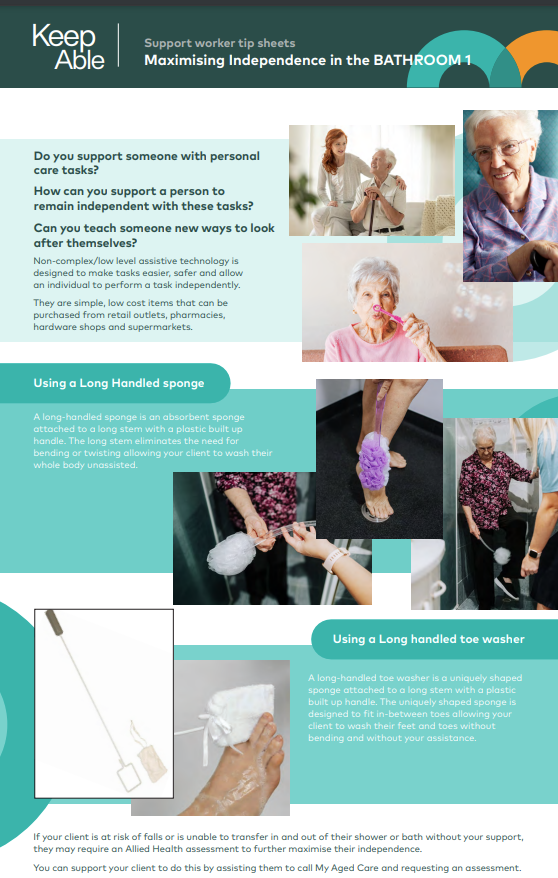 Keep
Able
Support worker tip sheets
Maximising Independence in the BATHROOM 1
Do you support someone with personal
care tasks?
How can you support a person to
remain independent with these tasks?
Can you teach someone new ways to look
after themselves?
Non-complex/low level assistive technology is
designed to make tasks easier, safer and allow
an individual to perform a task independently.
They are simple, low cost items that can be
purchased from retail outlets, pharmacies,
hardware shops and supermarkets.
Using a Long Handled sponge
A long-handled sponge is an absorbent sponge
attached to a long stem with a plastic built up
handle. The long stem eliminates the need for
bending or twisting allowing your client to wash their
whole body unassisted.
Using a Long handled toe washer
A long-handled toe washer is a uniquely shaped
sponge attached to a long stem with a plastic
built up handle. The uniquely shaped sponge is
designed to fit in-between toes allowing your
client to wash their feet and toes without
bending and without your assistance.
If your client is at risk of falls or is unable to transfer in and out of their shower or bath without your support,
they may require an Allied Health assessment to further maximise their independence.
You can support your client to do this by assisting them to call My Aged Care and requesting an assessment.